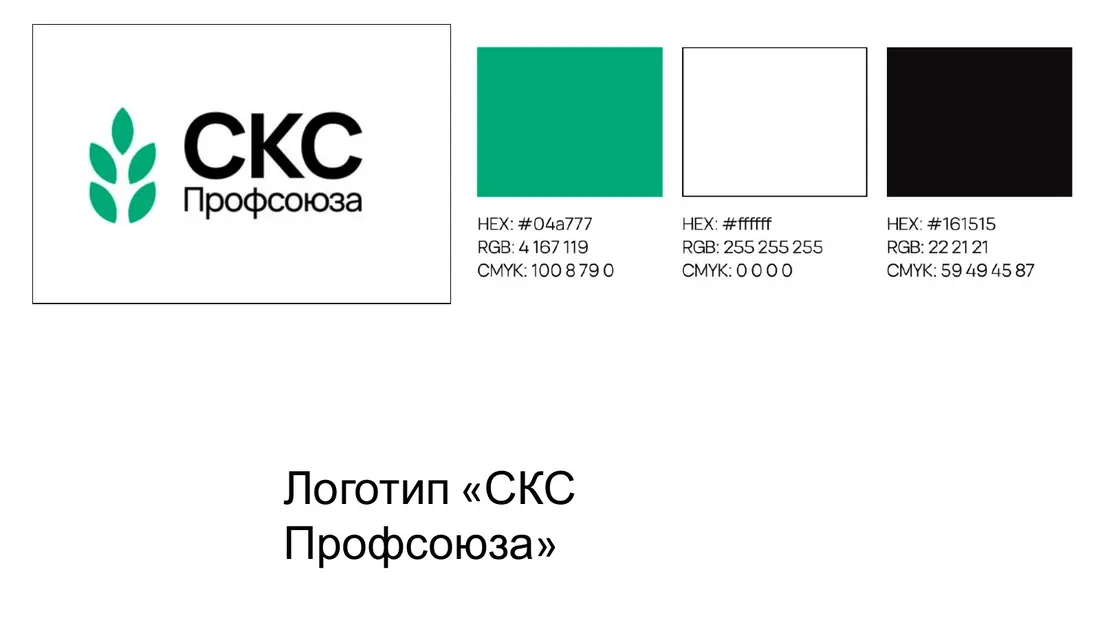 СКС
Профсоюза
HEX: #04a777
RGB: 4 167 119
CMYK: 100 8 79 0
HEX: #ffffff
RGB: 255 255 255
CMYK: 0 0 0 0
HEX: #161515
RGB: 22 21 21
CMYK: 59 49 45 87
Логотип «СКС
Профсоюза»